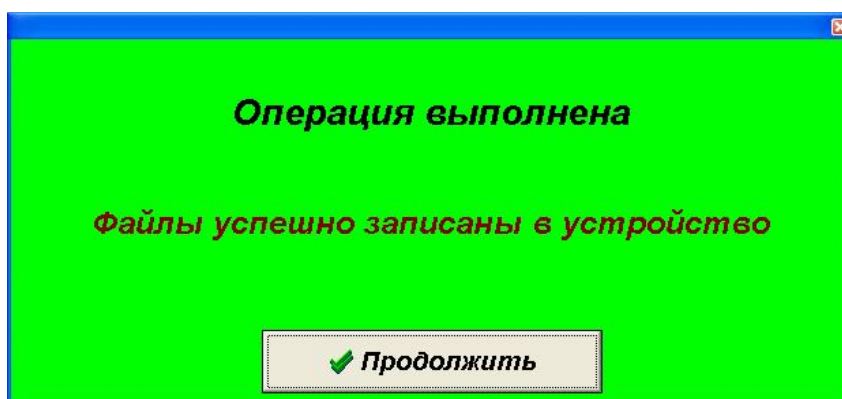 Операция выполнена
Файлы успешно записаны в устройство
Продолжить